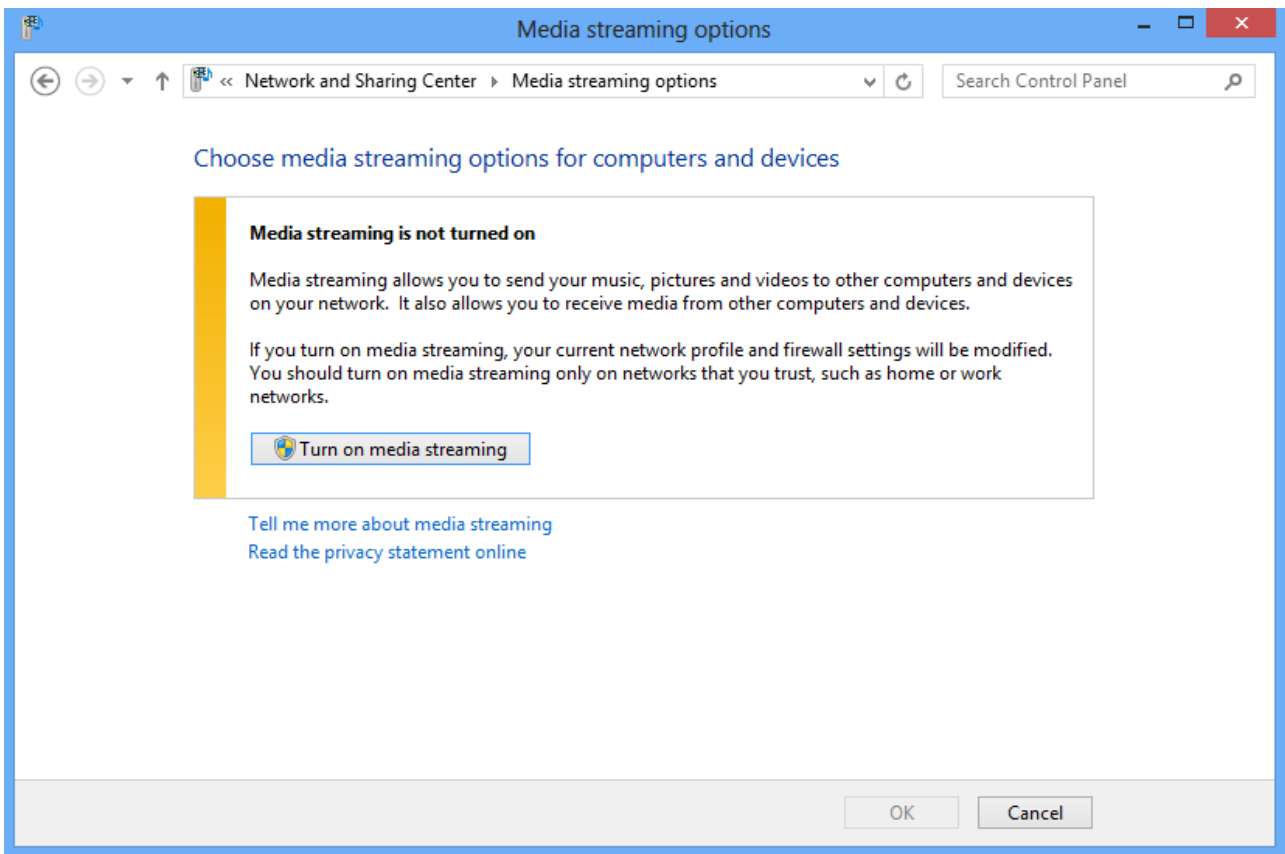 Media streaming options
« Network and Sharing Center Media streaming options
Search Control Panel
Choose media streaming options for computers and devices
Media streaming is not turned on
Media streaming allows you to send your music, pictures and videos to other computers and devices
on your network.  It also allows you to receive media from other computers and devices.
If you turn on media streaming, your current network profile and firewall settings will be modified.
You should turn on media streaming only on networks that you trust, such as home or work
networks.
Turn on media streaming
Tell me more about media streaming
Read the privacy statement online
OK
Cancel